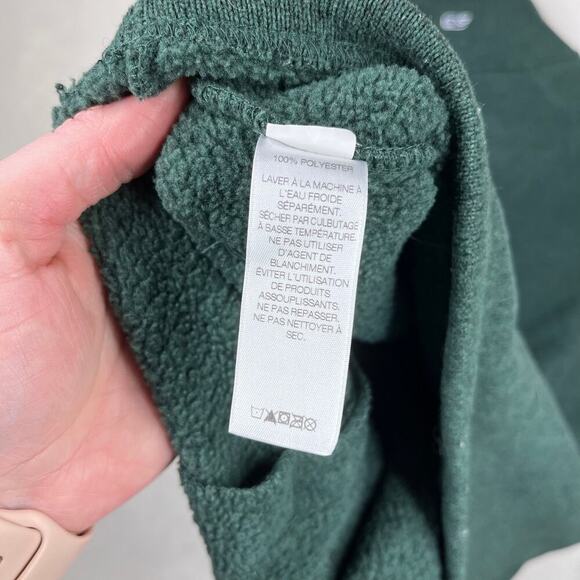 100% POLYESTER
LAVER À LA MACHINE À
L'EAU FROIDE
SÉPARÉMENT.
SÉCHER PAR CULBUTAGE
À BASSE TEMPÉRATURE.
NE PAS UTILISER
D'AGENT DE
BLANCHIMENT.
ÉVITER L'UTILISATION
DE PRODUITS
ASSOUPLISSANTS.
NE PAS REPASSER.
NE PAS NETTOYER À
SEC.